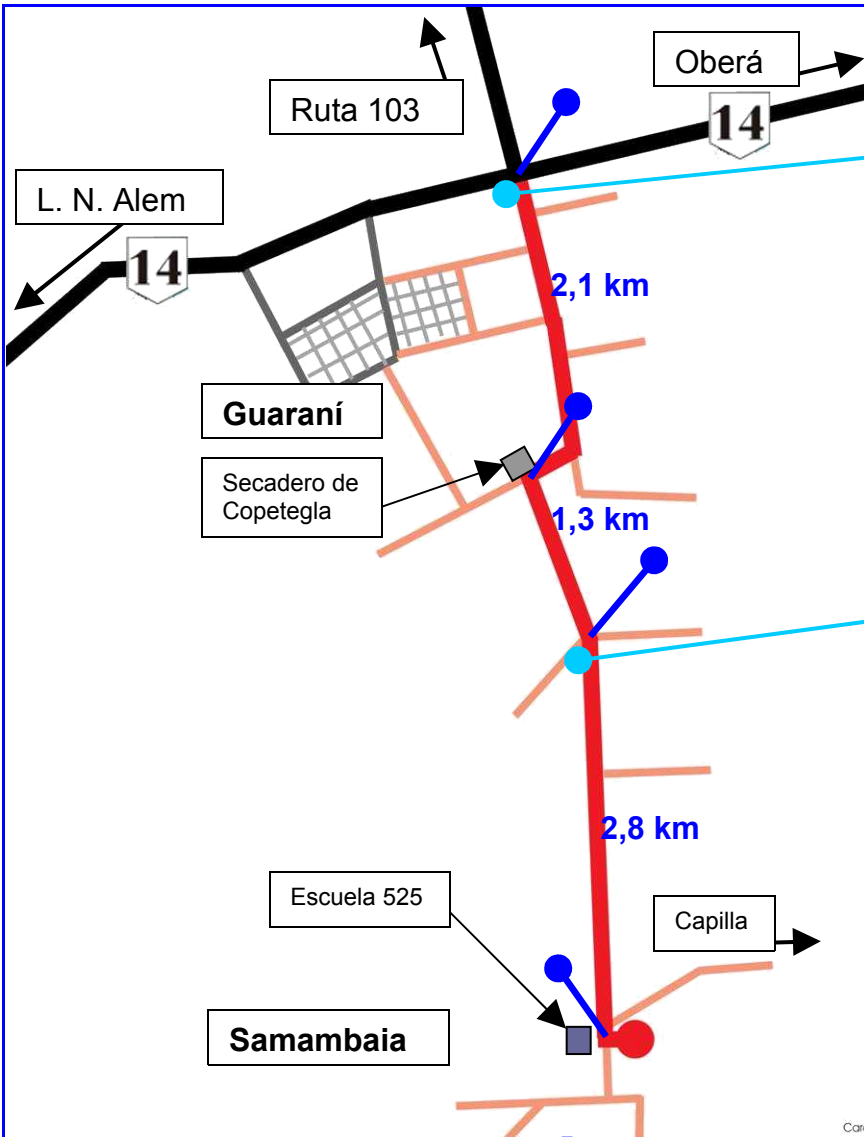 Oberá
Ruta 103
14
L. N. Alem
14
2,1 km
Guaraní
Secadero de
Copetegla
1,3 km
2,8 km
Escuela 525
Capilla
Samambaia